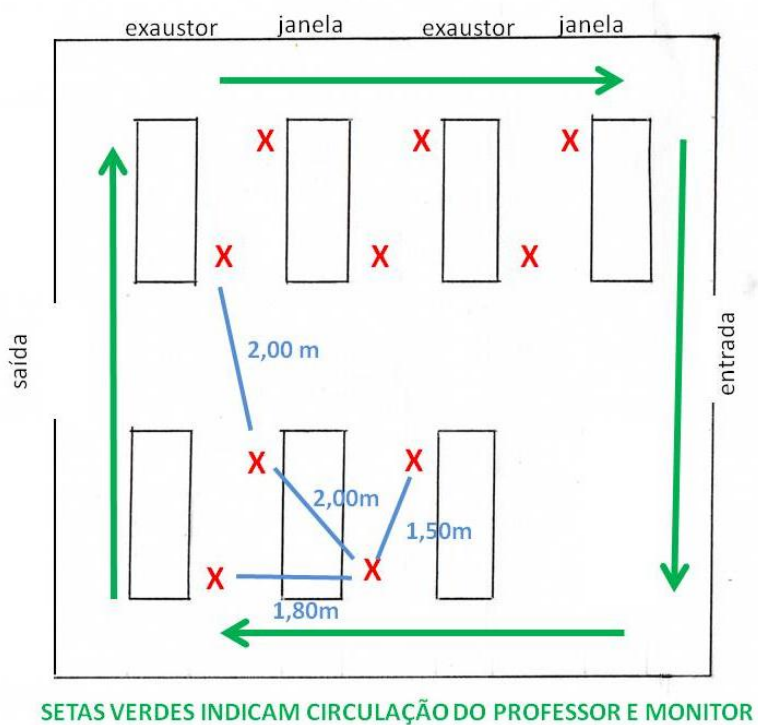 exaustor janela exaustor janela
X X X
X X X
saída
2,00 m
entrada
X X
2,00m
1,50m
X X
1,80m
SETAS VERDES INDICAM CIRCULAÇÃO DO PROFESSOR E MONITOR